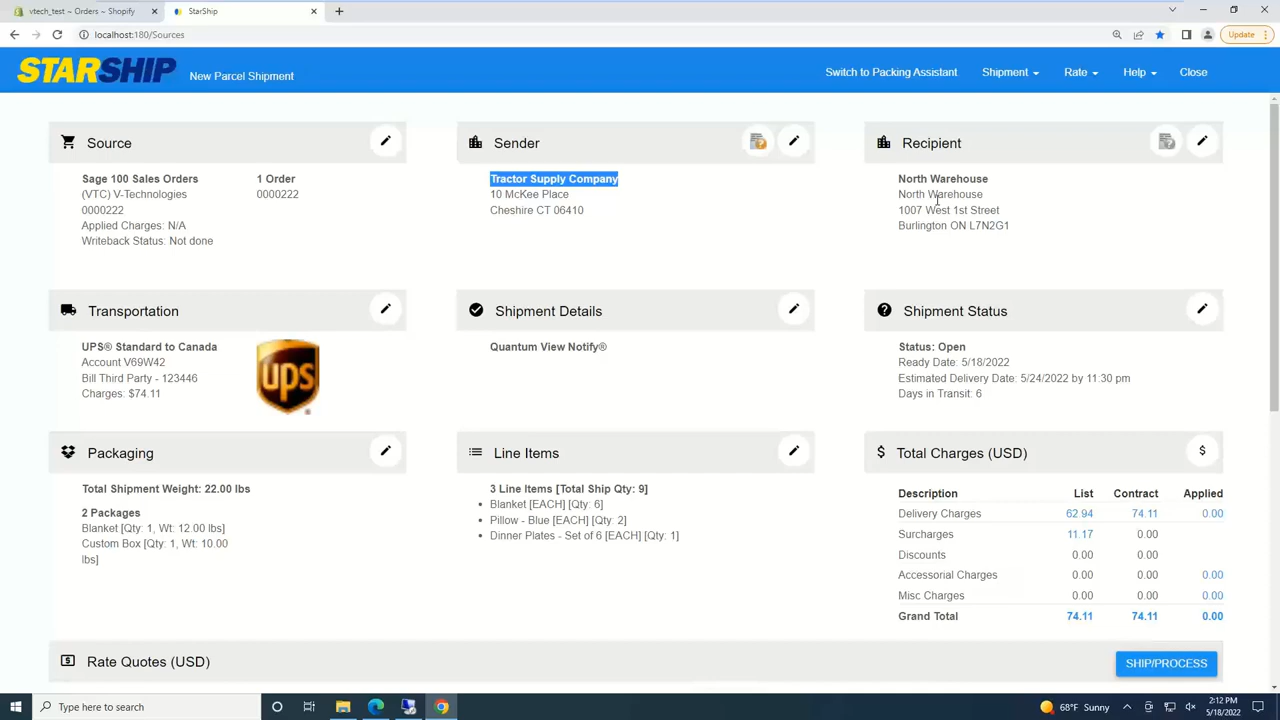 vtech_test ~ Orders ~ Shopify
StarShip
localhost:180/Sources
Update
STARSHIP
New Parcel Shipment
Switch to Packing Assistant
Shipment
Rate
Help
Close
Source
Sage 100 Sales Orders
(VTC) V-Technologies
0000222
Applied Charges: N/A
Writeback Status: Not done
1 Order
0000222
Sender
Tractor Supply Company
10 McKee Place
Cheshire CT 06410
Recipient
North Warehouse
North Warehouse
1007 West 1st Street
Burlington ON L7N2G1
Transportation
UPS® Standard to Canada
Account V69W42
Bill Third Party - 123446
Charges: $74.11
ups
Shipment Details
Quantum View Notify®
Shipment Status
Status: Open
Ready Date: 5/18/2022
Estimated Delivery Date: 5/24/2022 by 11:30 pm
Days in Transit: 6
Packaging
Total Shipment Weight: 22.00 lbs
2 Packages
Blanket [Qty: 1, Wt: 12.00 lbs]
Custom Box [Qty: 1, Wt: 10.00
lbs]
Line Items
3 Line Items [Total Ship Qty: 9]
• Blanket [EACH] [Qty: 6]
• Pillow - Blue [EACH] [Qty: 2]
• Dinner Plates - Set of 6 [EACH] [Qty: 1]
$ Total Charges (USD) $
Description List Contract Applied
Delivery Charges 62.94 74.11 0.00
Surcharges 11.17 0.00
Discounts 0.00 0.00
Accessorial Charges 0.00 0.00 0.00
Misc Charges 0.00 0.00 0.00
Grand Total 74.11 74.11 0.00
Rate Quotes (USD)
SHIP/PROCESS
Type here to search
68°F Sunny
2:12 PM
5/18/2022